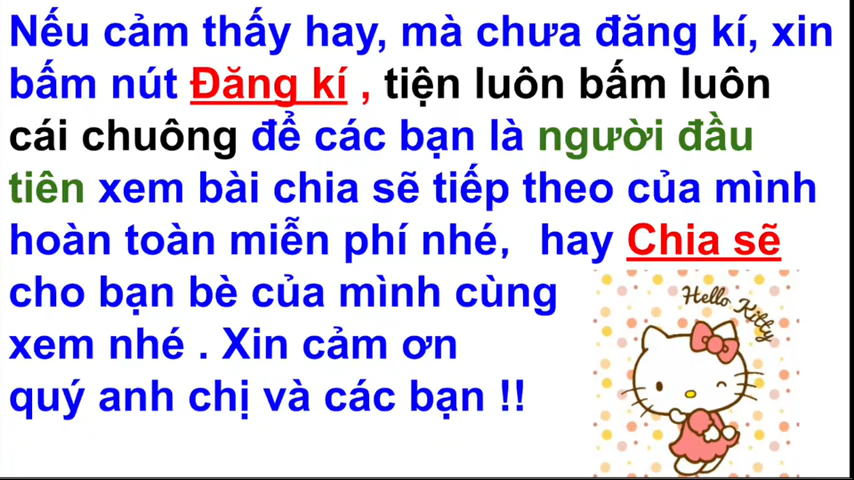 Nếu cảm thấy hay, mà chưa đăng kí, xin
bấm nút Đăng kí , tiện luôn bấm luôn
cái chuông để các bạn là người đầu
tiên xem bài chia sẽ tiếp theo của mình
hoàn toàn miễn phí nhé, hay Chia sẽ
cho bạn bè của mình cùng
xem nhé . Xin cảm ơn
quý anh chị và các bạn !!
Hello Kitty